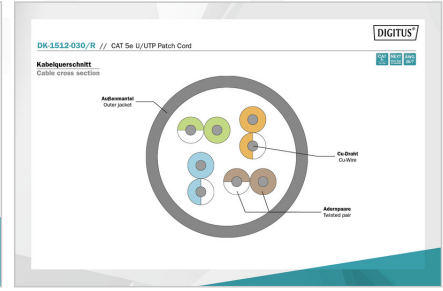 DIGITUS®
DK-1512-030/R // CAT 5e U/UTP Patch Cord
Kabelquerschnitt
Cable cross section
Außenmantel
Outer jacket
Cu-Draht
Cu-Wire
Adernpaare
Twisted pair